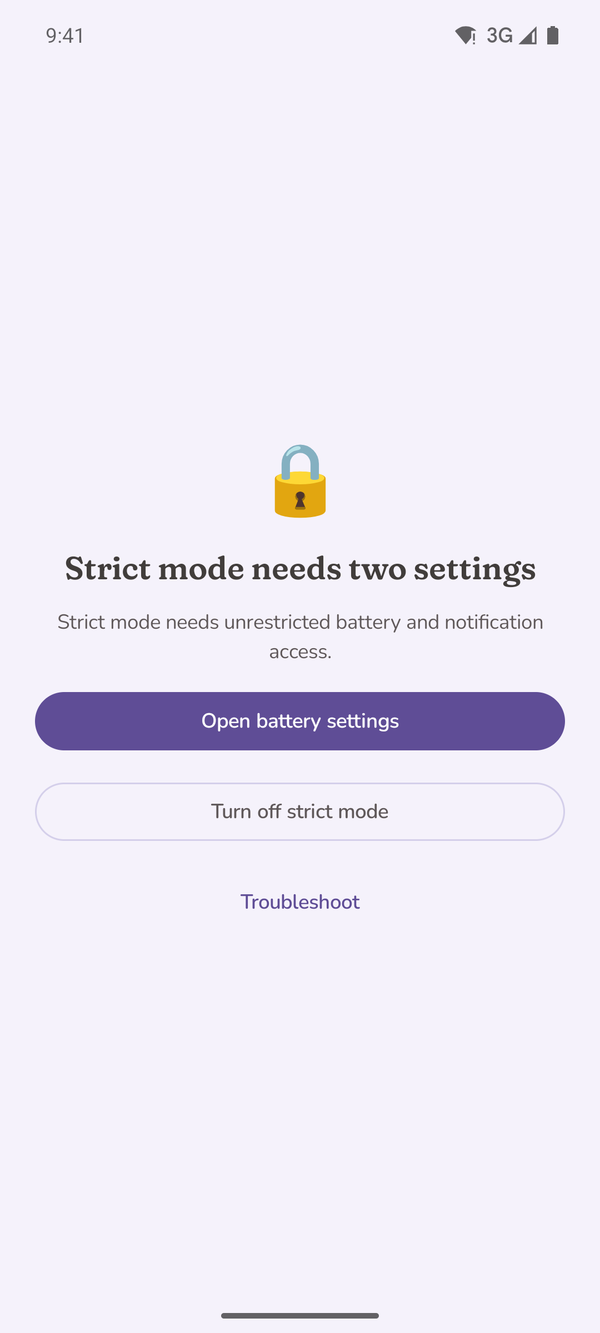 9:41
3G
Strict mode needs two settings
Strict mode needs unrestricted battery and notification
access.
Open battery settings
Turn off strict mode
Troubleshoot